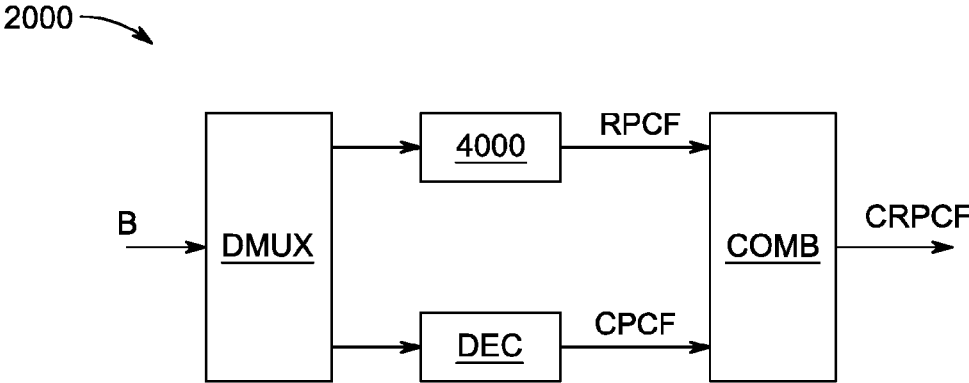 2000
B
DMUX
4000
RPCF
DEC
CPCF
COMB
CRPCF